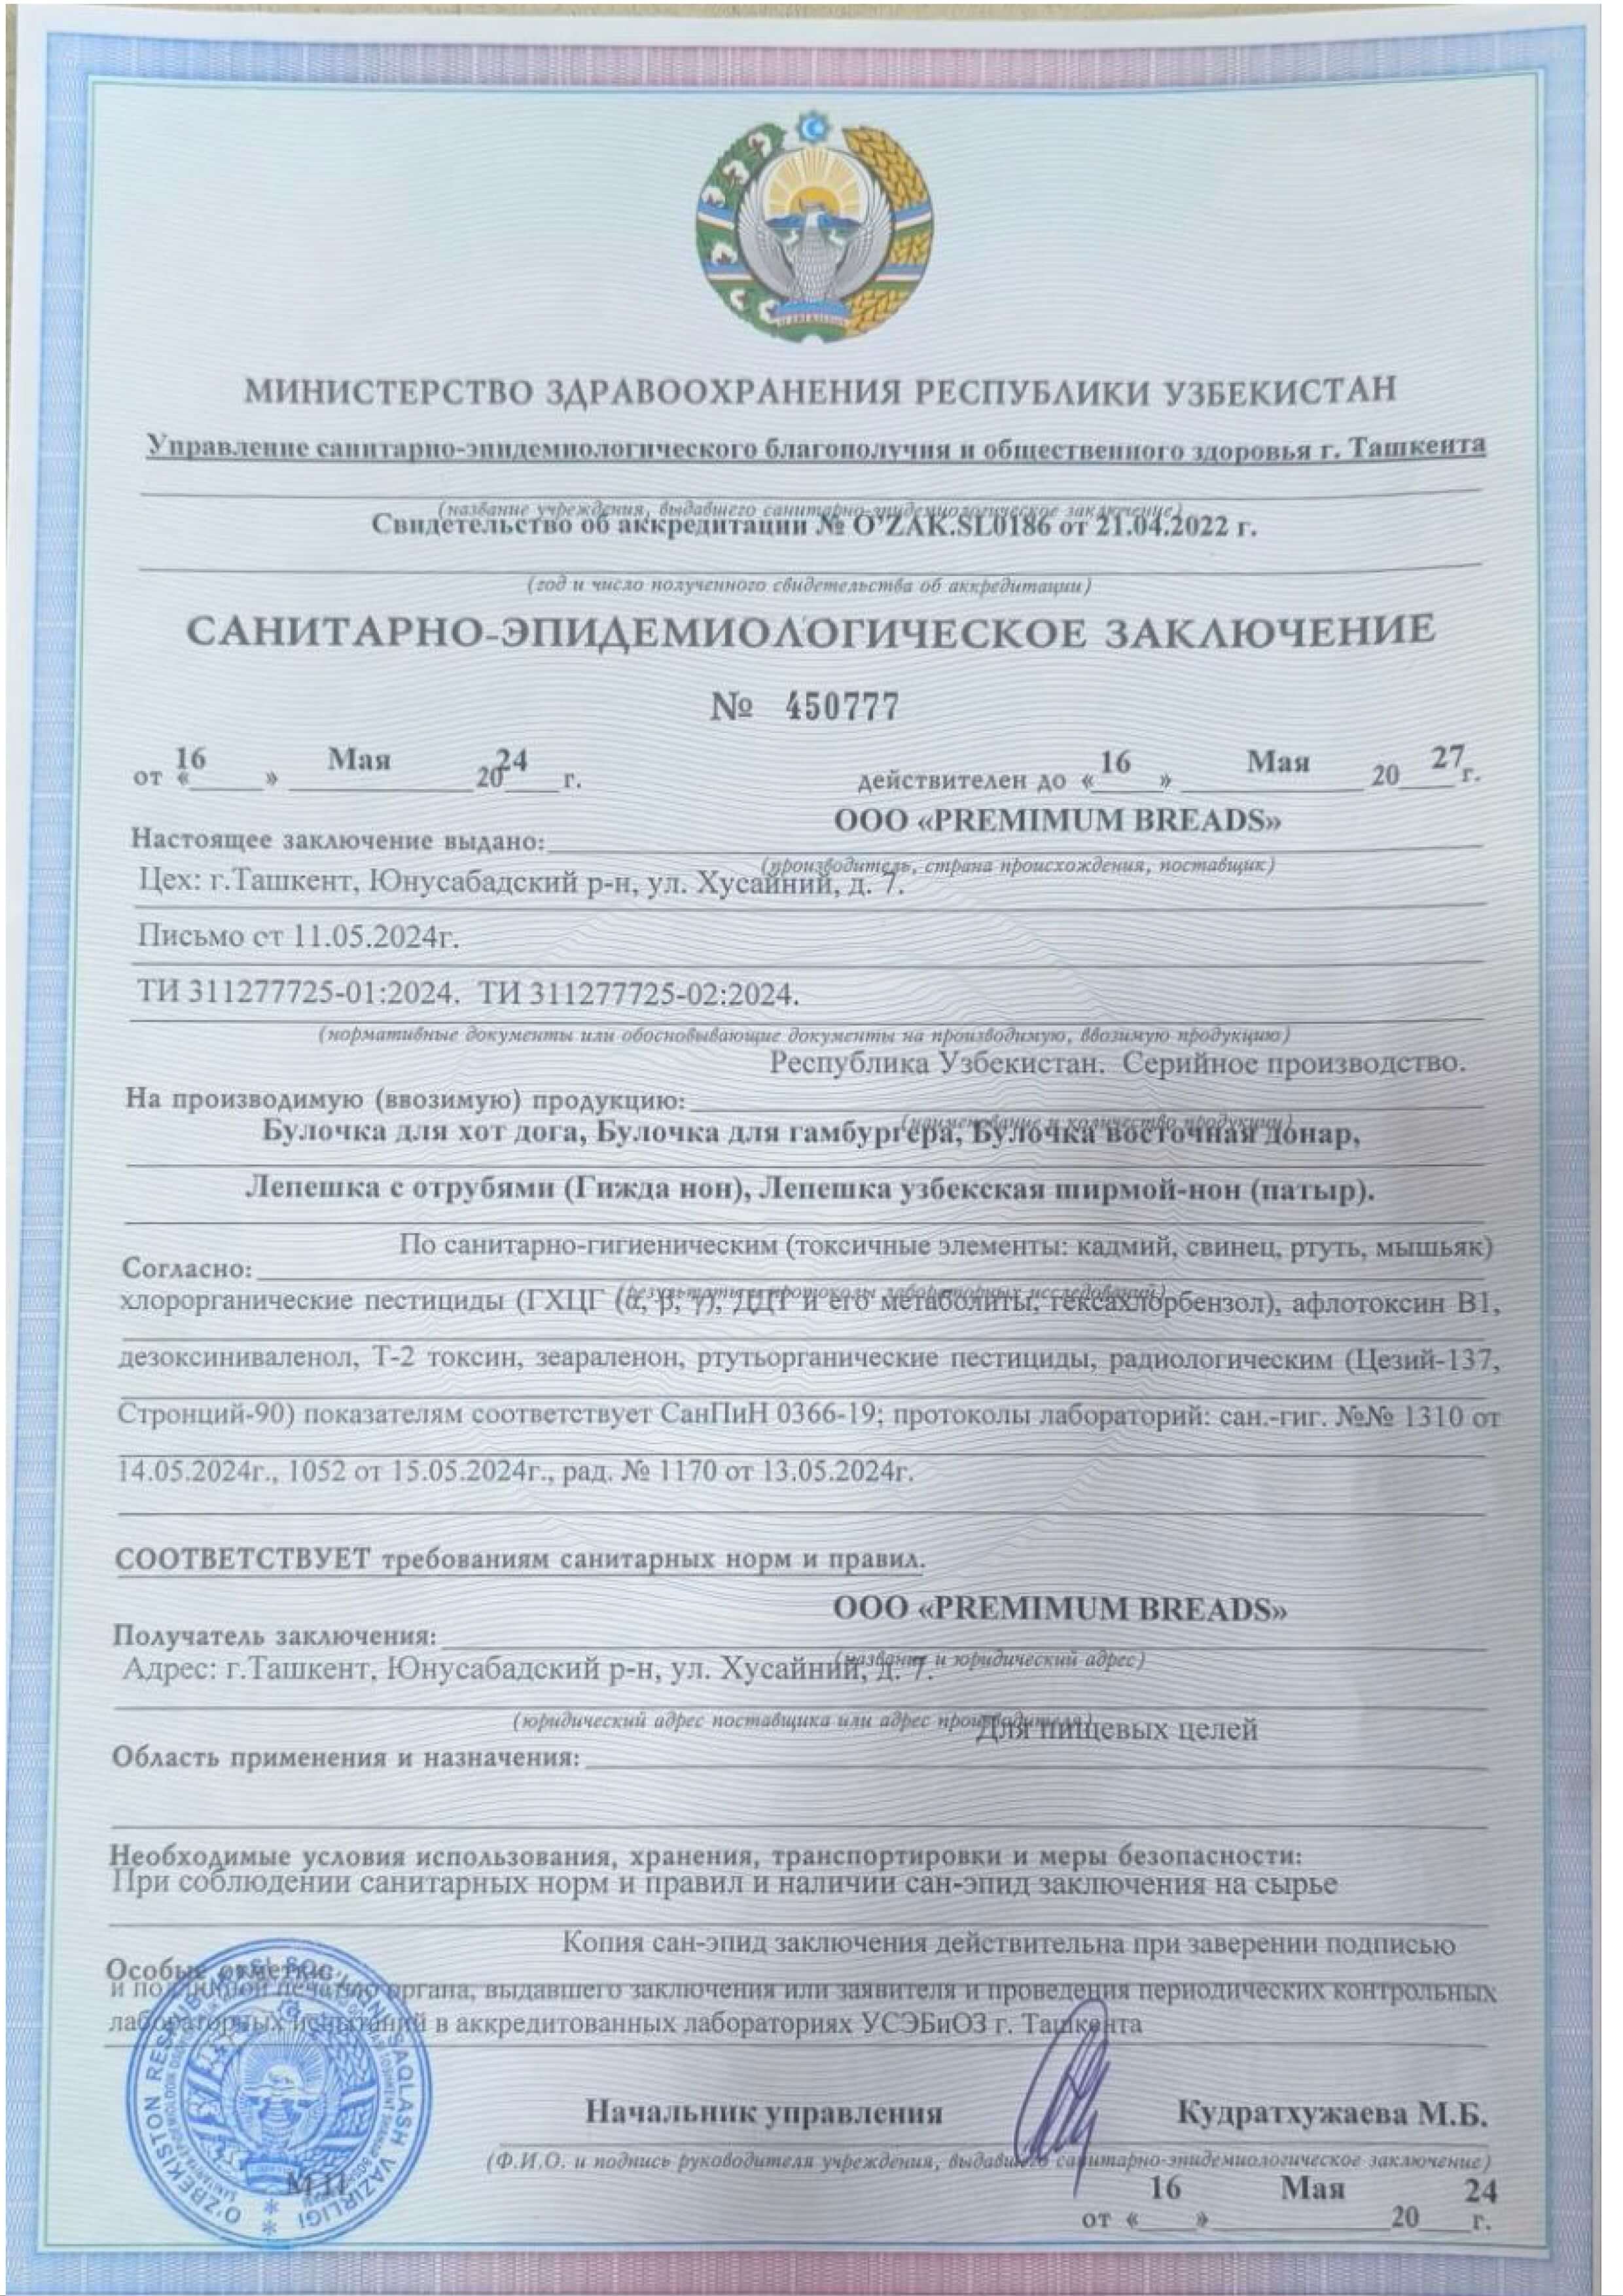 МИНИСТЕРСТВО ЗДРАВООХРАНЕНИЯ РЕСПУБЛИКИ УЗБЕКИСТАН
Управление санитарно-эпидемиологического благополучия и общественного здоровья г. Ташкента
(название учреждения, выдавшего санитарно-эпидемиологическое заключение)
Свидетельство об аккредитации № O'ZAK.SL0186 от 21.04.2022 г.
(год и число полученного свидетельства об аккредитации)
САНИТАРНО-ЭПИДЕМИОЛОГИЧЕСКОЕ ЗАКЛЮЧЕНИЕ
№ 450777
от « 16 » Мая 2024 г. действителен до « 16 » Мая 20 27 г.
Настоящее заключение выдано: ООО «PREMIMUM BREADS»
(производитель, страна происхождения, поставщик)
Цех: г.Ташкент, Юнусабадский р-н, ул. Хусайний, д. 7.
Письмо от 11.05.2024г.
ТИ 311277725-01:2024. ТИ 311277725-02:2024.
(нормативные документы или обосновывающие документы на производимую, ввозимую продукцию)
Республика Узбекистан. Серийное производство.
На производимую (ввозимую) продукцию:
(наименование и количество продукции)
Булочка для хот дога, Булочка для гамбургера, Булочка восточная донар,
Лепешка с отрубями (Гижда нон), Лепешка узбекская ширмой-нон (патыр).
Согласно: По санитарно-гигиеническим (токсичные элементы: кадмий, свинец, ртуть, мышьяк)
(результаты и протоколы лабораторных исследований)
хлорорганические пестициды (ГХЦГ (α, β, γ), ДДТ и его метаболиты, гексахлорбензол), афлотоксин В1,
дезоксиниваленол, Т-2 токсин, зеараленон, ртутьорганические пестициды, радиологическим (Цезий-137,
Стронций-90) показателям соответствует СанПиН 0366-19; протоколы лабораторий: сан.-гиг. №№ 1310 от
14.05.2024г., 1052 от 15.05.2024г., рад. № 1170 от 13.05.2024г.
СООТВЕТСТВУЕТ требованиям санитарных норм и правил.
Получатель заключения: ООО «PREMIMUM BREADS»
(название и юридический адрес)
Адрес: г.Ташкент, Юнусабадский р-н, ул. Хусайний, д. 7.
(юридический адрес поставщика или адрес производителя)
Область применения и назначения: Для пищевых целей
Необходимые условия использования, хранения, транспортировки и меры безопасности:
При соблюдении санитарных норм и правил и наличии сан-эпид заключения на сырье
Особые отметки: Копия сан-эпид заключения действительна при заверении подписью
и подлинной печатью органа, выдавшего заключения или заявителя и проведения периодических контрольных
лабораторных испытаний в аккредитованных лабораториях УСЭБиОЗ г. Ташкента
O'ZBEKISTON RESPUBLIKASI SOG'LIQNI SAQLASH VAZIRLIGI
Начальник управления Кудратхужаева М.Б.
(Ф.И.О. и подпись руководителя учреждения, выдавшего санитарно-эпидемиологическое заключение)
М.П.
от « 16 » Мая 20 24 г.